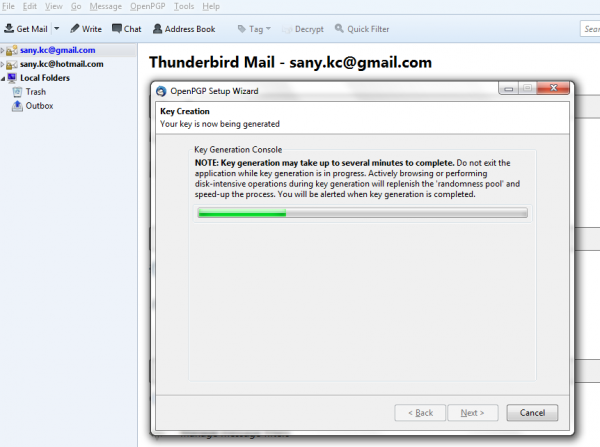 File Edit View Go Message OpenPGP Tools Help
Get Mail Write Chat Address Book Tag Decrypt Quick Filter Sear
sany.kc@gmail.com
sany.kc@hotmail.com
Local Folders
Trash
Outbox
Thunderbird Mail - sany.kc@gmail.com
OpenPGP Setup Wizard
Key Creation
Your key is now being generated
Key Generation Console
NOTE: Key generation may take up to several minutes to complete. Do not exit the
application while key generation is in progress. Actively browsing or performing
disk-intensive operations during key generation will replenish the 'randomness pool' and
speed-up the process. You will be alerted when key generation is completed.
< Back Next > Cancel